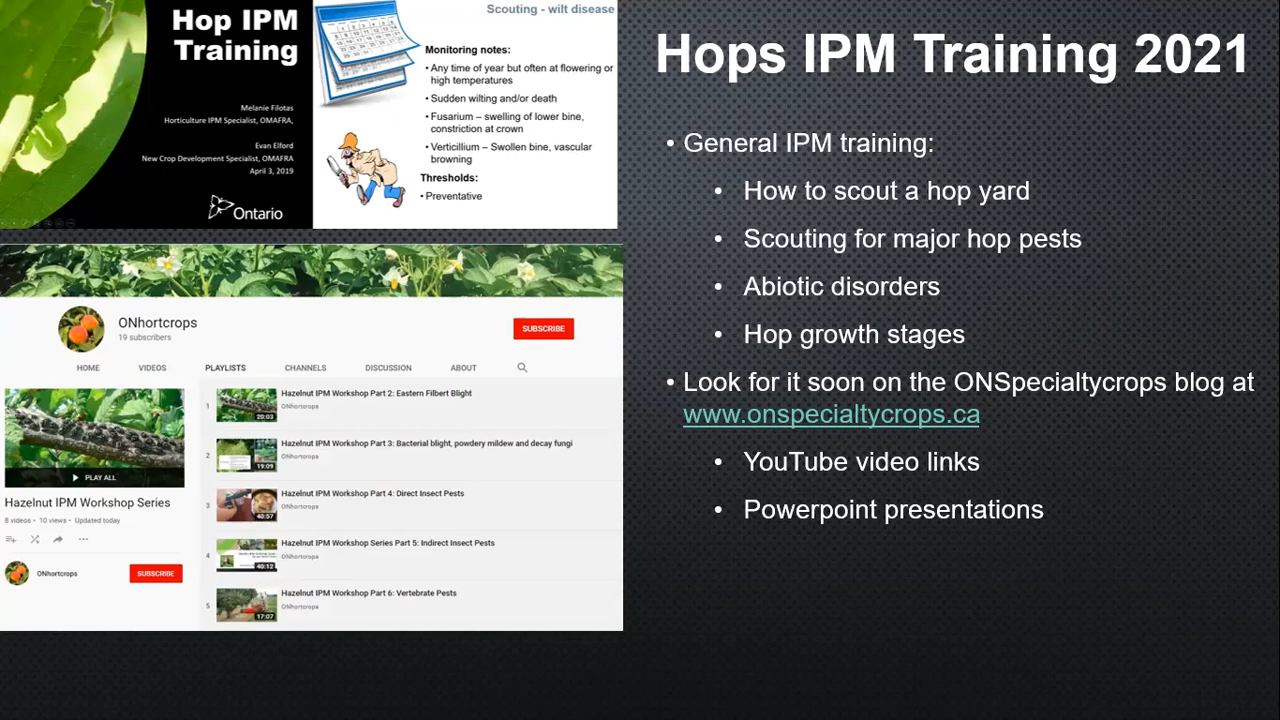 Hop IPM
Training
Melanie Filotas
Horticulture IPM Specialist, OMAFRA,
Evan Elford
New Crop Development Specialist, OMAFRA
April 3, 2019
Ontario
Scouting - wilt disease
Monitoring notes:
• Any time of year but often at flowering or
high temperatures
• Sudden wilting and/or death
• Fusarium – swelling of lower bine,
constriction at crown
• Verticillium – Swollen bine, vascular
browning
Thresholds:
• Preventative
ONhortcrops
19 subscribers
SUBSCRIBE
HOME VIDEOS PLAYLISTS CHANNELS DISCUSSION ABOUT
PLAY ALL
Hazelnut IPM Workshop Series
8 videos • 10 views • Updated today
ONhortcrops
SUBSCRIBE
1
20:03
Hazelnut IPM Workshop Part 2: Eastern Filbert Blight
ONhortcrops
2
19:09
Hazelnut IPM Workshop Part 3: Bacterial blight, powdery mildew and decay fungi
ONhortcrops
3
40:57
Hazelnut IPM Workshop Part 4: Direct Insect Pests
ONhortcrops
4
40:12
Hazelnut IPM Workshop Series Part 5: Indirect Insect Pests
ONhortcrops
5
17:07
Hazelnut IPM Workshop Part 6: Vertebrate Pests
ONhortcrops
Hops IPM Training 2021
• General IPM training:
• How to scout a hop yard
• Scouting for major hop pests
• Abiotic disorders
• Hop growth stages
• Look for it soon on the ONSpecialtycrops blog at
www.onspecialtycrops.ca
• YouTube video links
• Powerpoint presentations